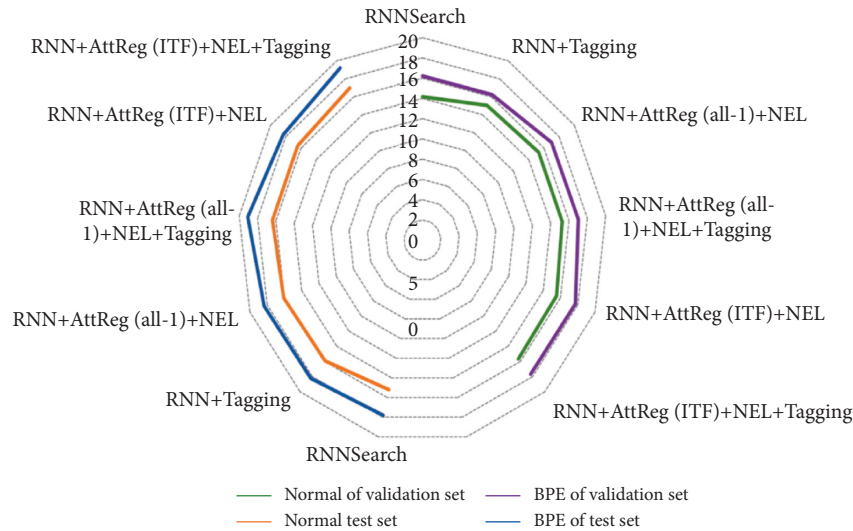 RNNSearch
RNN+AttReg (ITF)+NEL+Tagging
RNN+Tagging
RNN+AttReg (ITF)+NEL
RNN+AttReg (all-1)+NEL
RNN+AttReg (all-
1)+NEL+Tagging
RNN+AttReg (all-
1)+NEL+Tagging
RNN+AttReg (all-1)+NEL
RNN+AttReg (ITF)+NEL
RNN+Tagging
RNN+AttReg (ITF)+NEL+Tagging
RNNSearch
20
18
16
14
12
10
8
6
4
2
0
5
0
Normal of validation set
BPE of validation set
Normal test set
BPE of test set